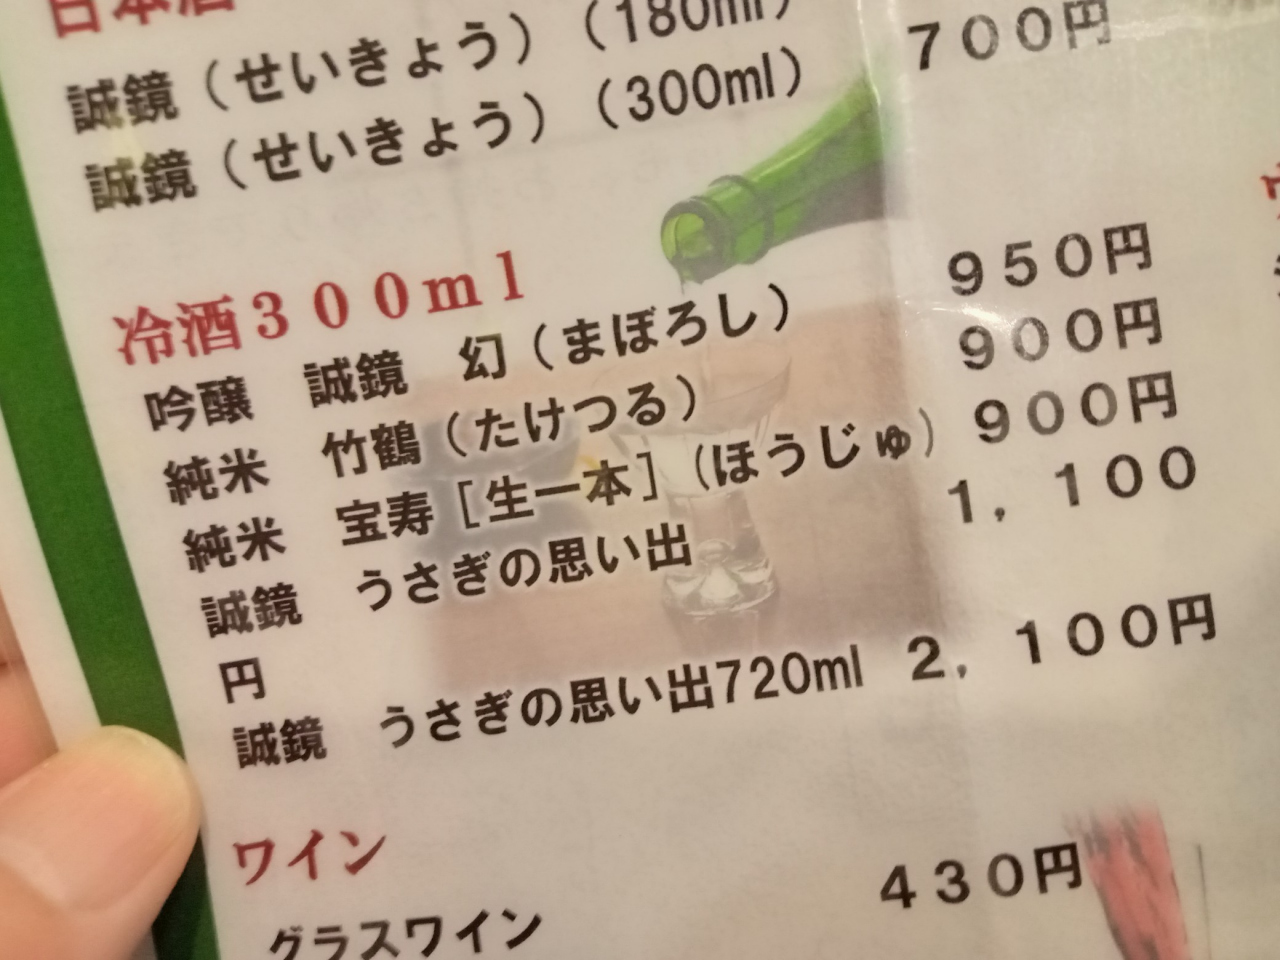 日本酒
誠鏡（せいきょう）（180ml）
誠鏡（せいきょう）（300ml） 700円
冷酒３００ｍｌ
吟醸　誠鏡　幻（まぼろし） 950円
純米　竹鶴（たけつる） 900円
純米　宝寿［生一本］（ほうじゅ） 900円
誠鏡　うさぎの思い出 1，100
円
誠鏡　うさぎの思い出720ml 2，100円
ワイン
グラスワイン 430円